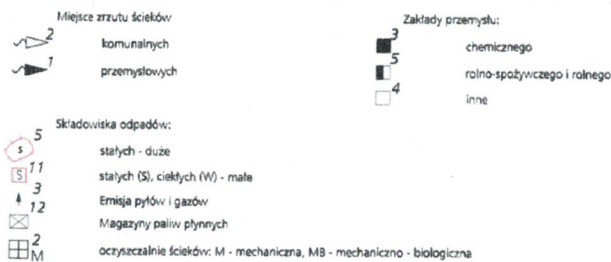 Miejsce zrzutu ścieków
2 komunalnych
1 przemysłowych
Zakłady przemysłu:
3 chemicznego
5 rolno-spożywczego i rolnego
4 inne
Składowiska odpadów:
s 5 stałych - duże
S 11 stałych (S), ciekłych (W) - małe
3 Emisja pyłów i gazów
12 Magazyny paliw płynnych
2 M oczyszczalnie ścieków: M - mechaniczna, MB - mechaniczno - biologiczna